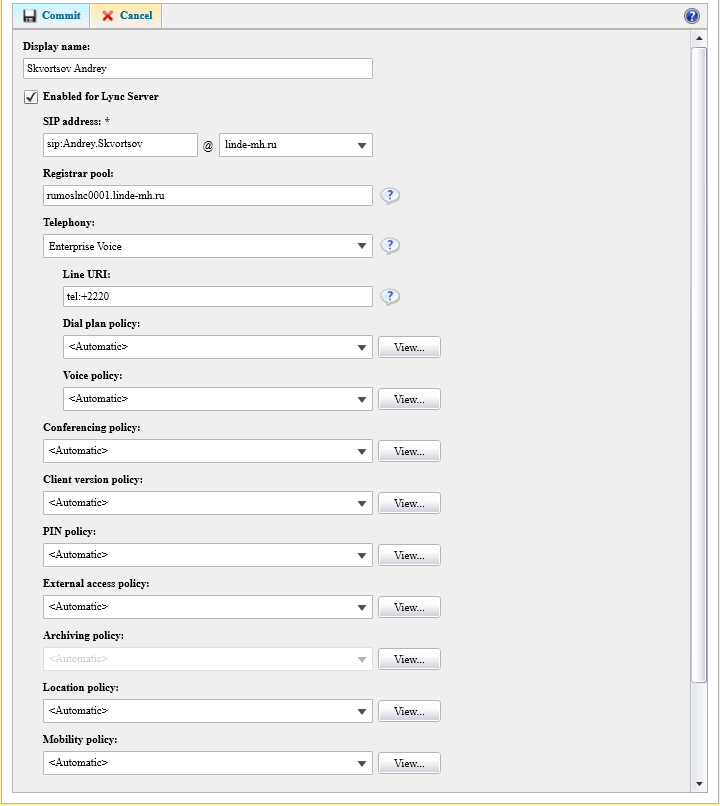 Commit Cancel ?
Display name:
Skvortsov Andrey
Enabled for Lync Server
SIP address: *
sip:Andrey.Skvortsov @ linde-mh.ru
Registrar pool:
rumoslnc0001.linde-mh.ru ?
Telephony:
Enterprise Voice ?
Line URI:
tel:+2220 ?
Dial plan policy:
<Automatic> View...
Voice policy:
<Automatic> View...
Conferencing policy:
<Automatic> View...
Client version policy:
<Automatic> View...
PIN policy:
<Automatic> View...
External access policy:
<Automatic> View...
Archiving policy:
<Automatic> View...
Location policy:
<Automatic> View...
Mobility policy:
<Automatic> View...